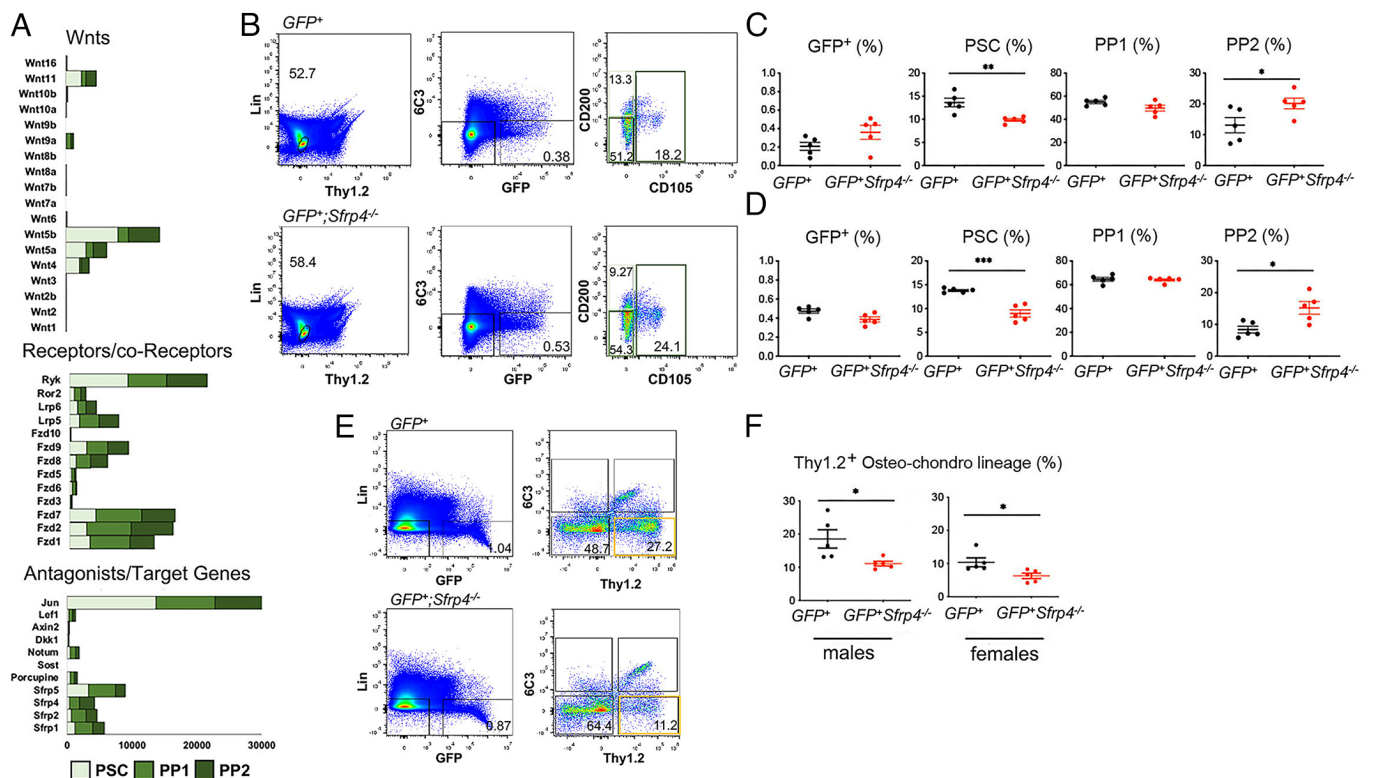 A
Wnts
Wnt16
Wnt11
Wnt10b
Wnt10a
Wnt9b
Wnt9a
Wnt8b
Wnt8a
Wnt7b
Wnt7a
Wnt6
Wnt5b
Wnt5a
Wnt4
Wnt3
Wnt2b
Wnt2
Wnt1
Receptors/co-Receptors
Ryk
Ror2
Lrp6
Lrp5
Fzd10
Fzd9
Fzd8
Fzd5
Fzd6
Fzd3
Fzd7
Fzd2
Fzd1
Antagonists/Target Genes
Jun
Lef1
Axin2
Dkk1
Notum
Sost
Porcupine
Sfrp5
Sfrp4
Sfrp2
Sfrp1
0 10000 20000 30000
PSC PP1 PP2
B
GFP+
Lin
52.7
Thy1.2
6C3
0.38
GFP
CD200
13.3
51.2
18.2
CD105
GFP+;Sfrp4-/-
Lin
58.4
Thy1.2
6C3
0.53
GFP
CD200
9.27
54.3
24.1
CD105
C
GFP+ (%)
1.0
0.8
0.6
0.4
0.2
0.0
GFP+ GFP+Sfrp4-/-
PSC (%)
**
20
15
10
5
0
GFP+ GFP+Sfrp4-/-
PP1 (%)
80
60
40
20
0
GFP+ GFP+Sfrp4-/-
PP2 (%)
*
30
20
10
0
GFP+ GFP+Sfrp4-/-
D
GFP+ (%)
1.0
0.8
0.6
0.4
0.2
0.0
GFP+ GFP+Sfrp4-/-
PSC (%)
***
20
15
10
5
0
GFP+ GFP+Sfrp4-/-
PP1 (%)
80
60
40
20
0
GFP+ GFP+Sfrp4-/-
PP2 (%)
*
30
20
10
0
GFP+ GFP+Sfrp4-/-
E
GFP+
Lin
1.04
GFP
6C3
48.7
27.2
Thy1.2
GFP+;Sfrp4-/-
Lin
0.87
GFP
6C3
64.4
11.2
Thy1.2
F
Thy1.2+ Osteo-chondro lineage (%)
*
30
20
10
0
GFP+ GFP+Sfrp4-/-
males
*
30
20
10
0
GFP+ GFP+Sfrp4-/-
females